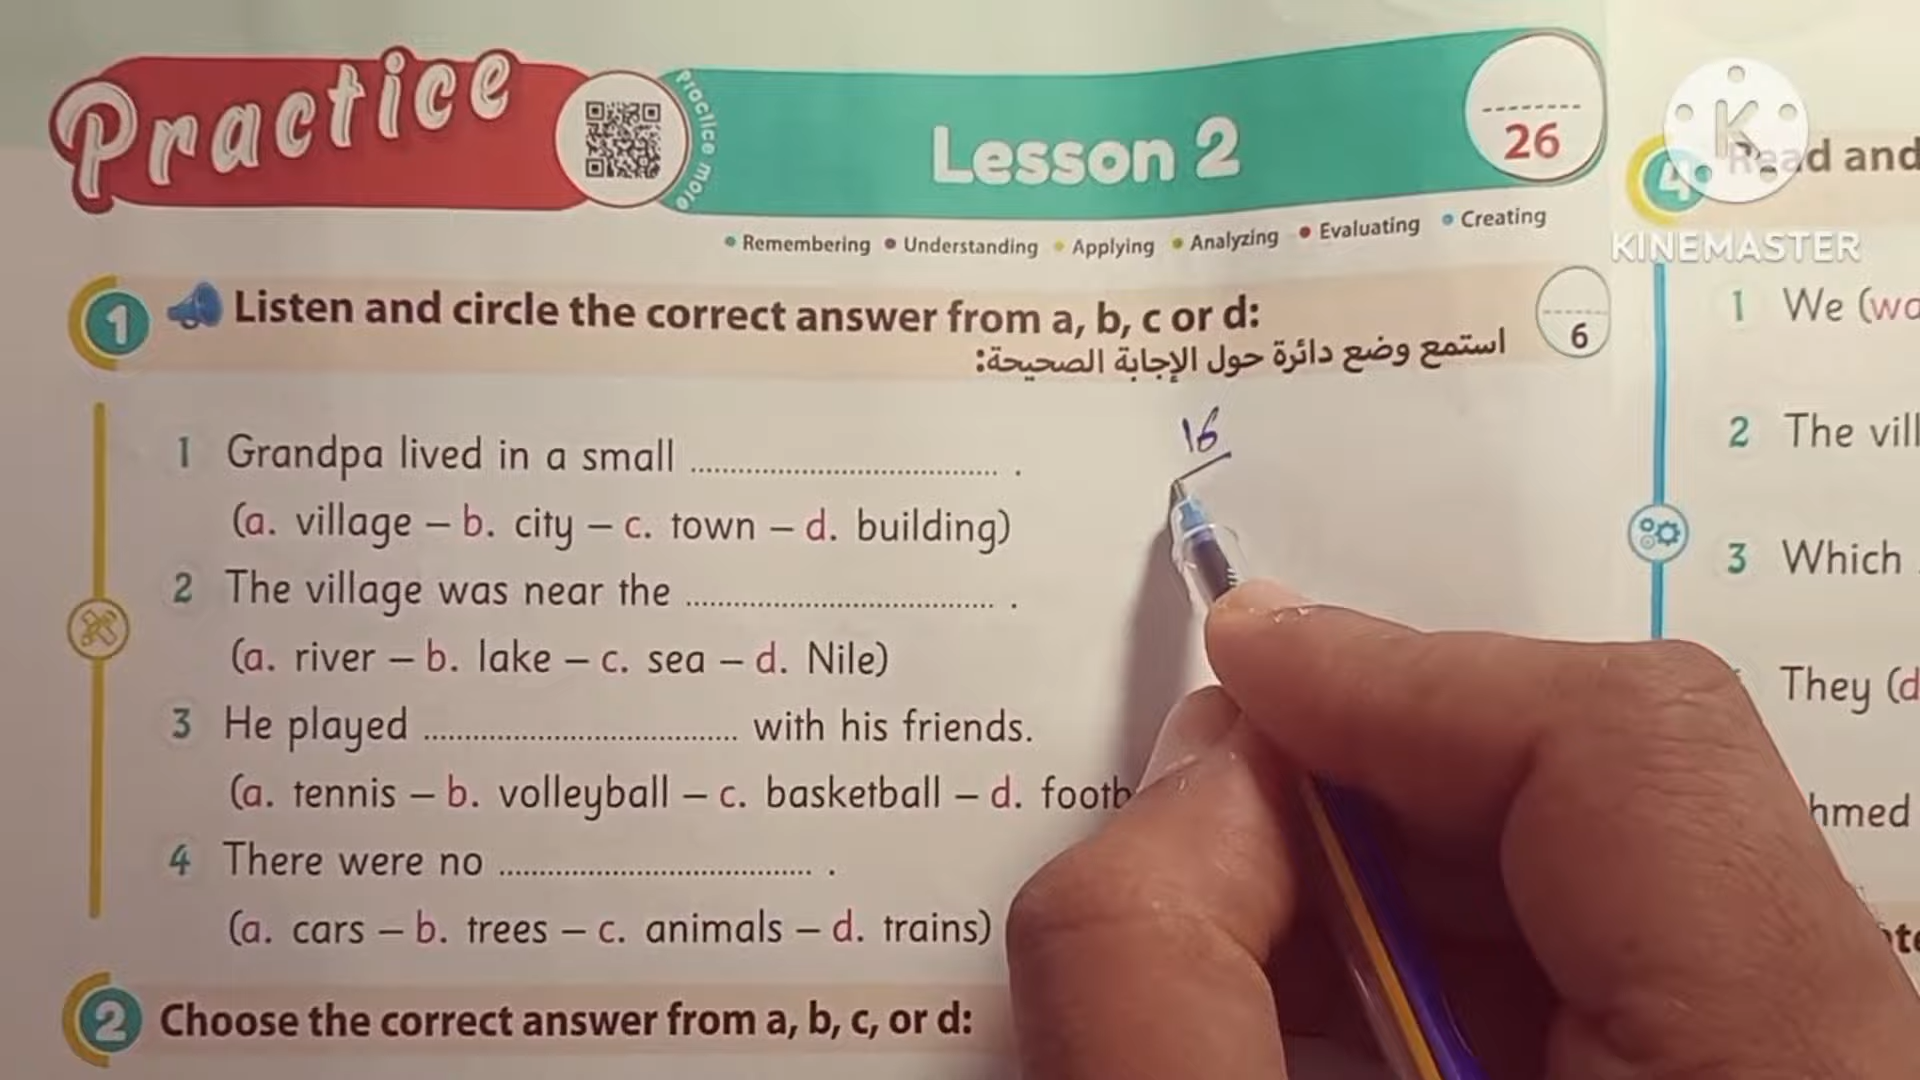 Practice
Practice more
Lesson 2
26
Remembering Understanding Applying Analyzing Evaluating Creating
1 Listen and circle the correct answer from a, b, c or d:
استمع وضع دائرة حول الإجابة الصحيحة:
6
16
1 Grandpa lived in a small .................................... .
(a. village – b. city – c. town – d. building)
2 The village was near the .................................... .
(a. river – b. lake – c. sea – d. Nile)
3 He played .................................... with his friends.
(a. tennis – b. volleyball – c. basketball – d. footb
4 There were no .................................... .
(a. cars – b. trees – c. animals – d. trains)
2 Choose the correct answer from a, b, c, or d:
4 Read and
K
KINEMASTER
1 We (wa
2 The vill
3 Which
They (d
hmed